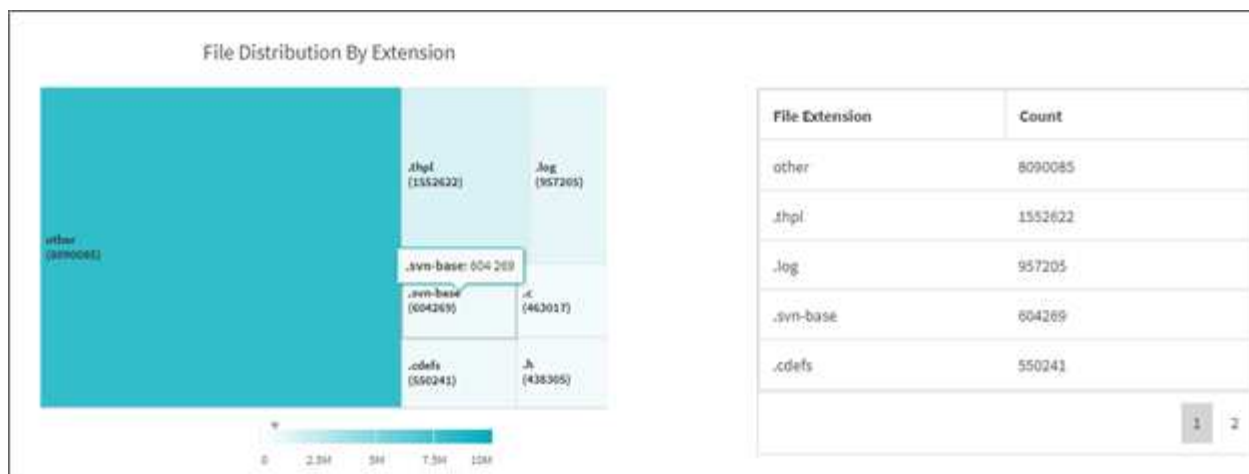 File Distribution By Extension
other
(8090085)
.thpl
(1552622)
.log
(957205)
.svn-base: 604 269
.svn-base
(604269)
.c
(463017)
.cdefs
(550241)
.h
(438305)
0 2.5M 5M 7.5M 10M
File Extension Count
other 8090085
.thpl 1552622
.log 957205
.svn-base 604269
.cdefs 550241
1 2